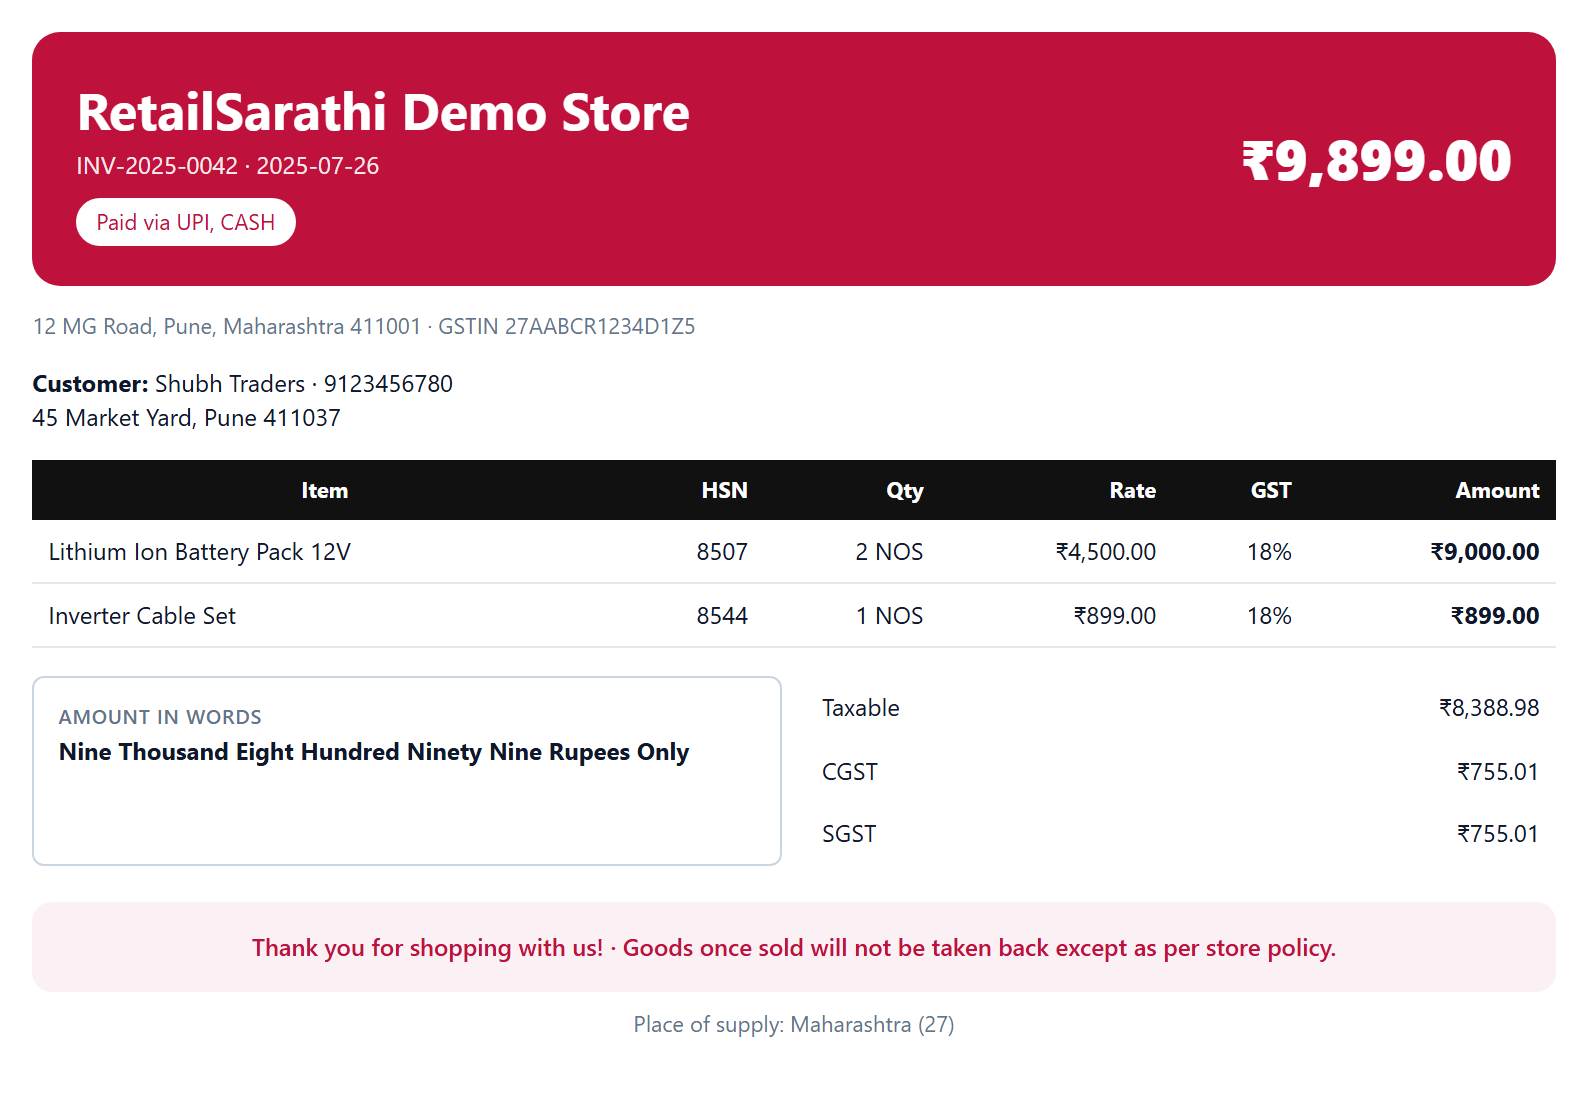 RetailSarathi Demo Store
INV-2025-0042 · 2025-07-26
Paid via UPI, CASH
₹9,899.00
12 MG Road, Pune, Maharashtra 411001 · GSTIN 27AABCR1234D1Z5
Customer: Shubh Traders · 9123456780
45 Market Yard, Pune 411037
Item HSN Qty Rate GST Amount
Lithium Ion Battery Pack 12V 8507 2 NOS ₹4,500.00 18% ₹9,000.00
Inverter Cable Set 8544 1 NOS ₹899.00 18% ₹899.00
AMOUNT IN WORDS
Nine Thousand Eight Hundred Ninety Nine Rupees Only
Taxable ₹8,388.98
CGST ₹755.01
SGST ₹755.01
Thank you for shopping with us! · Goods once sold will not be taken back except as per store policy.
Place of supply: Maharashtra (27)